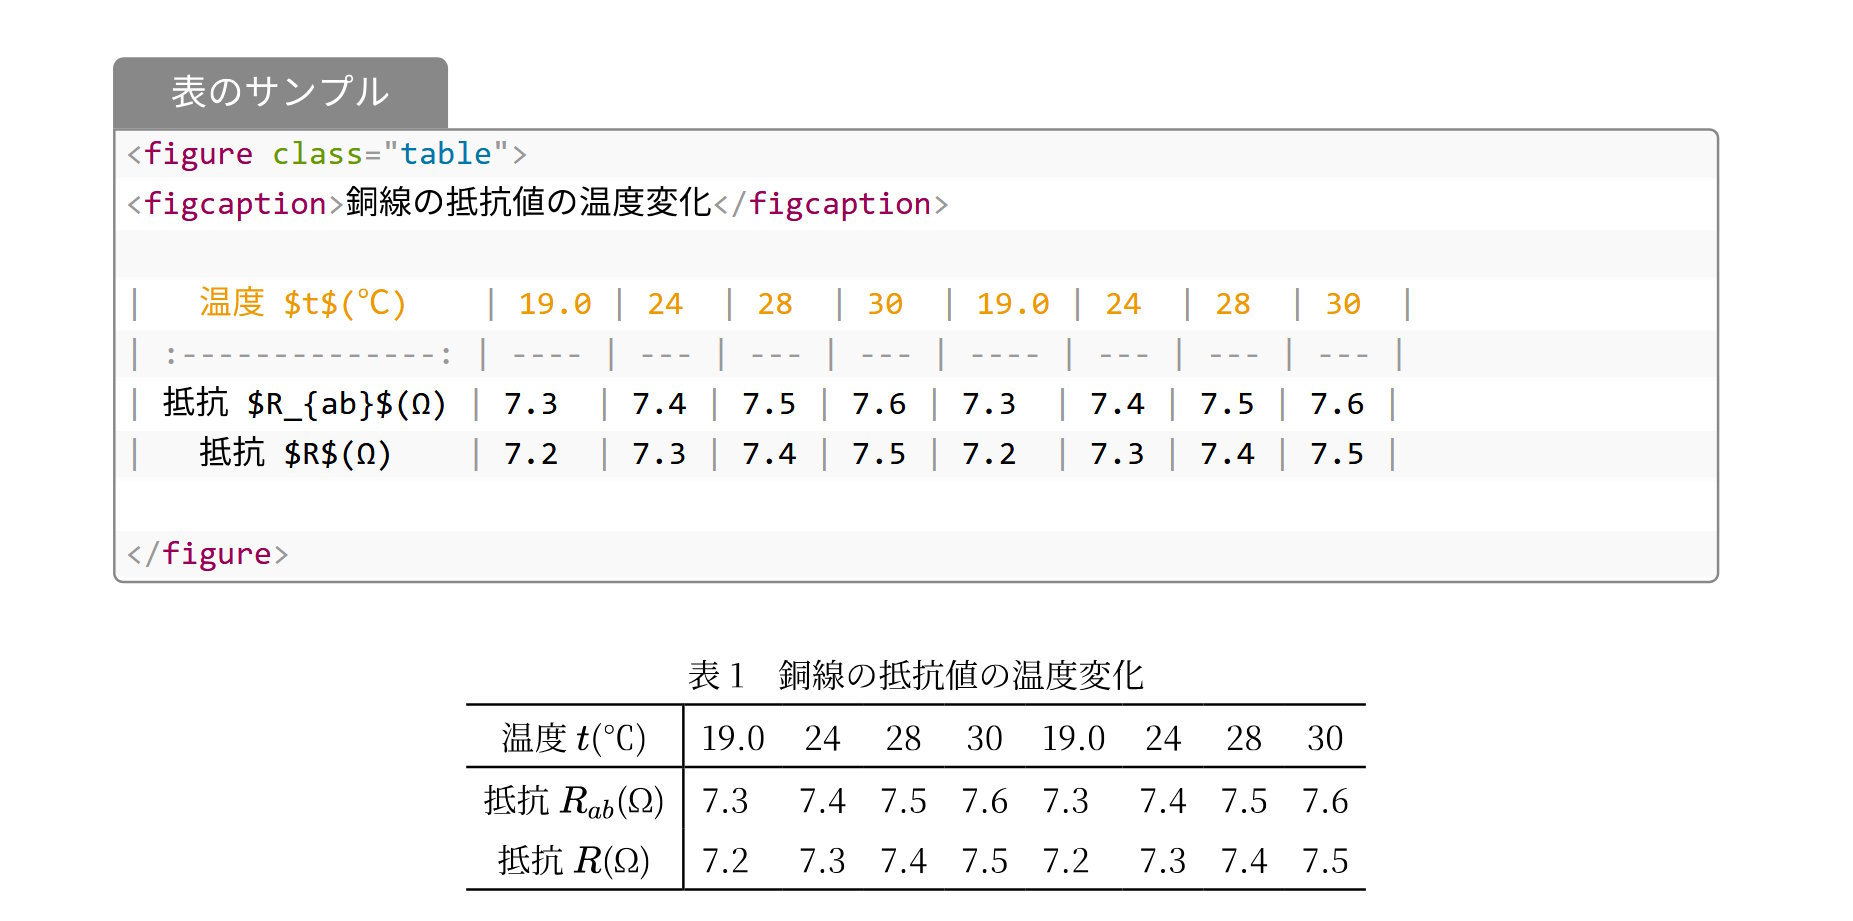 表のサンプル
<figure class="table">
<figcaption>銅線の抵抗値の温度変化</figcaption>
|   温度 $t$(℃)    | 19.0 | 24  | 28  | 30  | 19.0 | 24  | 28  | 30  |
| :--------------: | ---- | --- | --- | --- | ---- | --- | --- | --- |
| 抵抗 $R_{ab}$(Ω) | 7.3  | 7.4 | 7.5 | 7.6 | 7.3  | 7.4 | 7.5 | 7.6 |
|   抵抗 $R$(Ω)    | 7.2  | 7.3 | 7.4 | 7.5 | 7.2  | 7.3 | 7.4 | 7.5 |
</figure>
表 1　銅線の抵抗値の温度変化
温度 t(℃) 19.0 24 28 30 19.0 24 28 30
抵抗 R_{ab}(Ω) 7.3 7.4 7.5 7.6 7.3 7.4 7.5 7.6
抵抗 R(Ω) 7.2 7.3 7.4 7.5 7.2 7.3 7.4 7.5